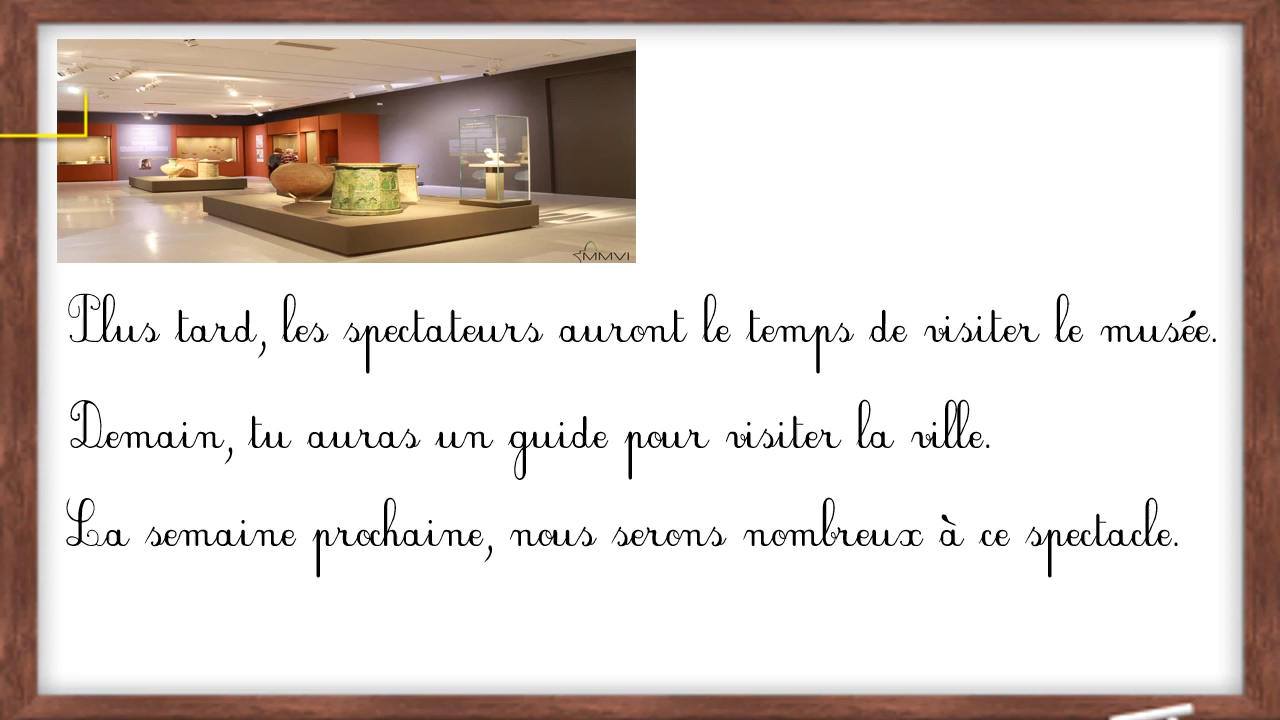 MMVI
Plus tard, les spectateurs auront le temps de visiter le musée.
Demain, tu auras un guide pour visiter la ville.
La semaine prochaine, nous serons nombreux à ce spectacle.